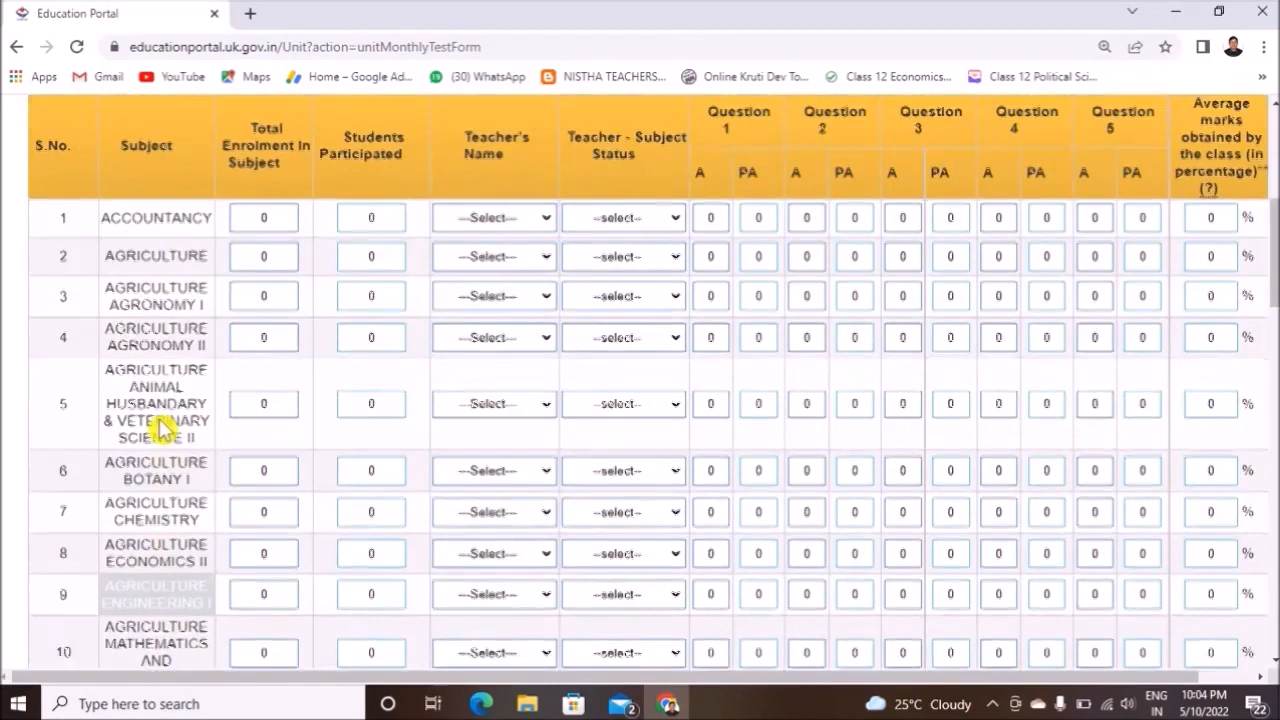 Education Portal
educationportal.uk.gov.in/Unit?action=unitMonthlyTestForm
Apps Gmail YouTube Maps Home – Google Ad... (30) WhatsApp NISTHA TEACHERS... Online Kruti Dev To... Class 12 Economics... Class 12 Political Sci... »
S.No. Subject Total Enrolment In Subject Students Participated Teacher's Name Teacher - Subject Status Question 1 Question 2 Question 3 Question 4 Question 5 Average marks obtained by the class (in percentage)** (?)
A PA A PA A PA A PA A PA
1 ACCOUNTANCY 0 0 ---Select--- --select-- 0 0 0 0 0 0 0 0 0 0 0 %
2 AGRICULTURE 0 0 ---Select--- --select-- 0 0 0 0 0 0 0 0 0 0 0 %
3 AGRICULTURE AGRONOMY I 0 0 ---Select--- --select-- 0 0 0 0 0 0 0 0 0 0 0 %
4 AGRICULTURE AGRONOMY II 0 0 ---Select--- --select-- 0 0 0 0 0 0 0 0 0 0 0 %
5 AGRICULTURE ANIMAL HUSBANDARY & VETERINARY SCIENCE II 0 0 ---Select--- --select-- 0 0 0 0 0 0 0 0 0 0 0 %
6 AGRICULTURE BOTANY I 0 0 ---Select--- --select-- 0 0 0 0 0 0 0 0 0 0 0 %
7 AGRICULTURE CHEMISTRY 0 0 ---Select--- --select-- 0 0 0 0 0 0 0 0 0 0 0 %
8 AGRICULTURE ECONOMICS II 0 0 ---Select--- --select-- 0 0 0 0 0 0 0 0 0 0 0 %
9 AGRICULTURE ENGINEERING I 0 0 ---Select--- --select-- 0 0 0 0 0 0 0 0 0 0 0 %
10 AGRICULTURE MATHEMATICS AND 0 0 ---Select--- --select-- 0 0 0 0 0 0 0 0 0 0 0 %
Type here to search 2 25°C Cloudy ENG IN 10:04 PM 5/10/2022 22